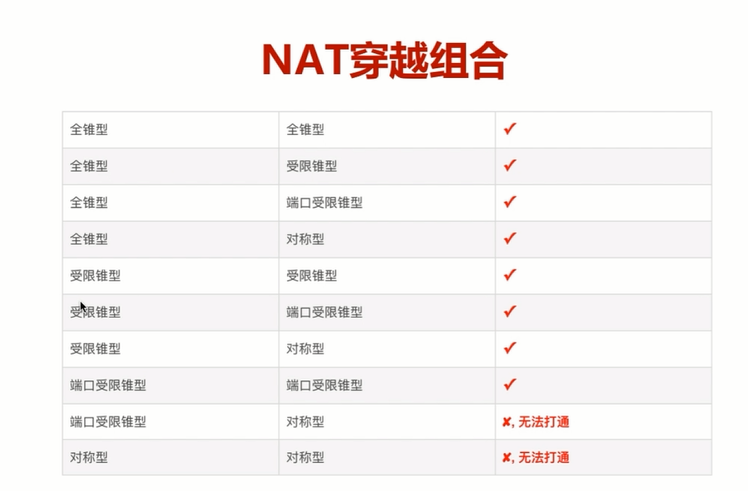 NAT穿越组合
全锥型 全锥型 ✓
全锥型 受限锥型 ✓
全锥型 端口受限锥型 ✓
全锥型 对称型 ✓
受限锥型 受限锥型 ✓
受限锥型 端口受限锥型 ✓
受限锥型 对称型 ✓
端口受限锥型 端口受限锥型 ✓
端口受限锥型 对称型 ✘, 无法打通
对称型 对称型 ✘, 无法打通